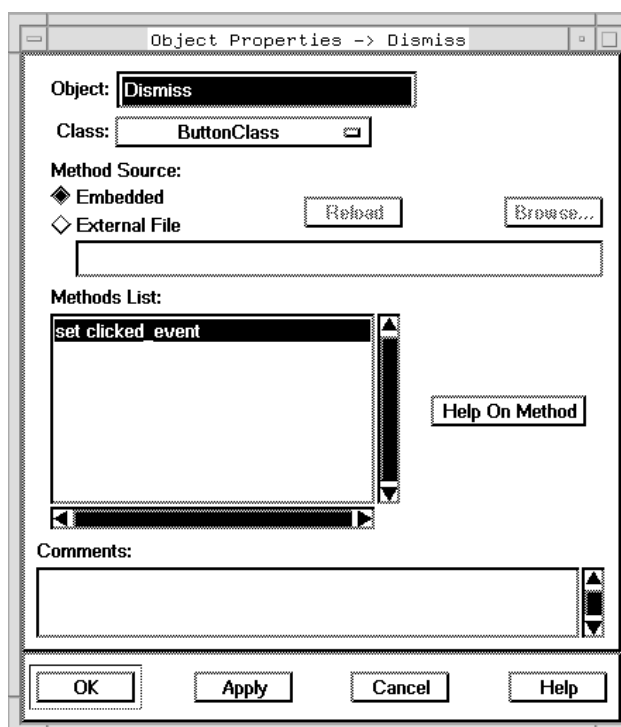 Object Properties -> Dismiss
Object: Dismiss
Class: ButtonClass
Method Source:
Embedded
Reload Browse...
External File
Methods List:
set clicked_event
Help On Method
Comments:
OK Apply Cancel Help